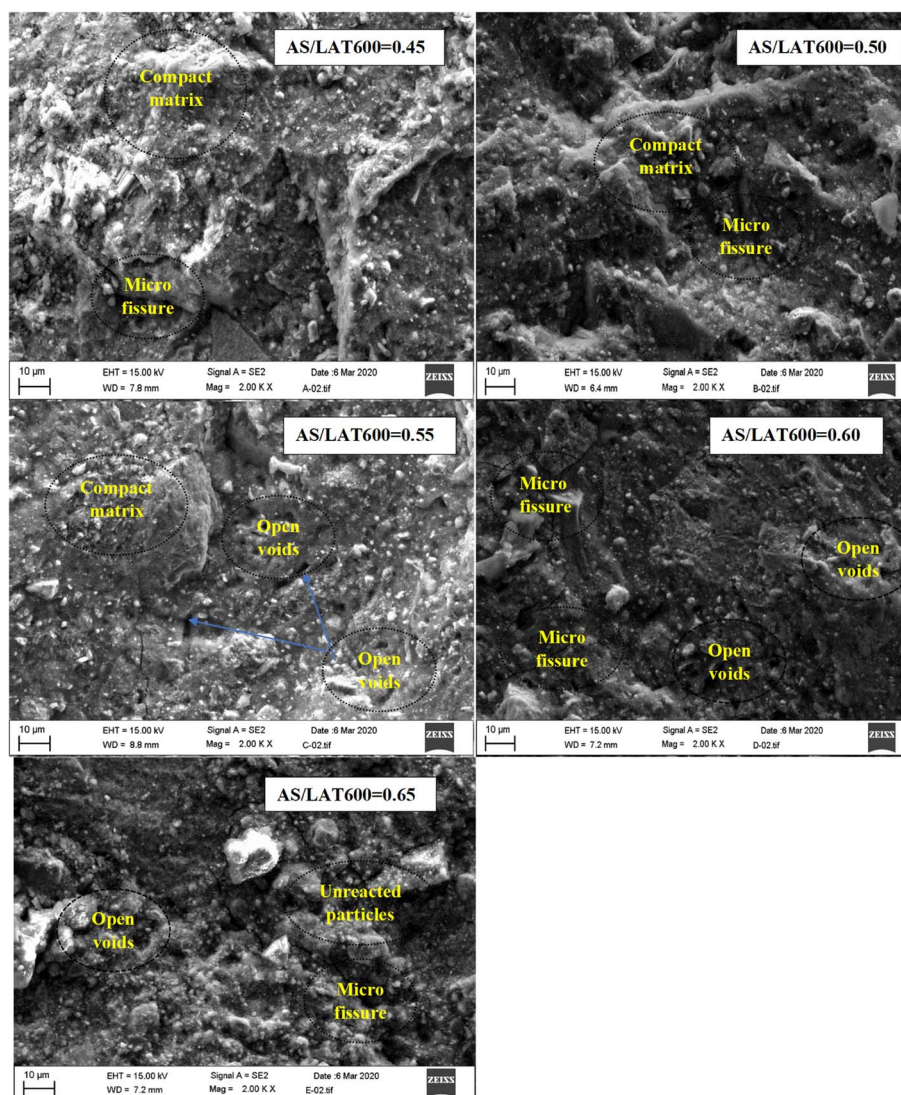 AS/LAT600=0.45
Compact
matrix
Micro
fissure
10 µm
EHT = 15.00 kV
Signal A = SE2
Date :6 Mar 2020
WD = 7.8 mm
Mag = 2.00 K X
A-02.tif
ZEISS
AS/LAT600=0.50
Compact
matrix
Micro
fissure
10 µm
EHT = 15.00 kV
Signal A = SE2
Date :6 Mar 2020
WD = 6.4 mm
Mag = 2.00 K X
B-02.tif
ZEISS
AS/LAT600=0.55
Compact
matrix
Open
voids
Open
voids
10 µm
EHT = 15.00 kV
Signal A = SE2
Date :6 Mar 2020
WD = 8.8 mm
Mag = 2.00 K X
C-02.tif
ZEISS
AS/LAT600=0.60
Micro
fissure
Open
voids
Micro
fissure
Open
voids
10 µm
EHT = 15.00 kV
Signal A = SE2
Date :6 Mar 2020
WD = 7.2 mm
Mag = 2.00 K X
D-02.tif
ZEISS
AS/LAT600=0.65
Unreacted
particles
Open
voids
Micro
fissure
10 µm
EHT = 15.00 kV
Signal A = SE2
Date :6 Mar 2020
WD = 7.2 mm
Mag = 2.00 K X
E-02.tif
ZEISS